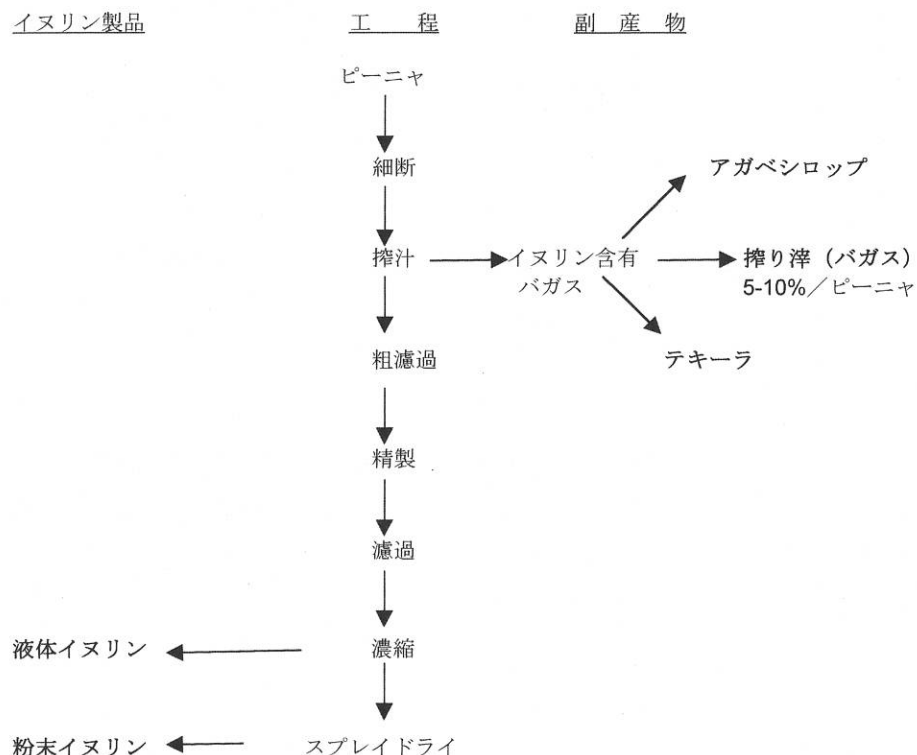 イヌリン製品 工 程 副 産 物
ピーニャ
細断
アガベシロップ
搾汁
イヌリン含有
バガス
搾り滓（バガス）
5-10%／ピーニャ
粗濾過
テキーラ
精製
濾過
液体イヌリン
濃縮
粉末イヌリン
スプレイドライ